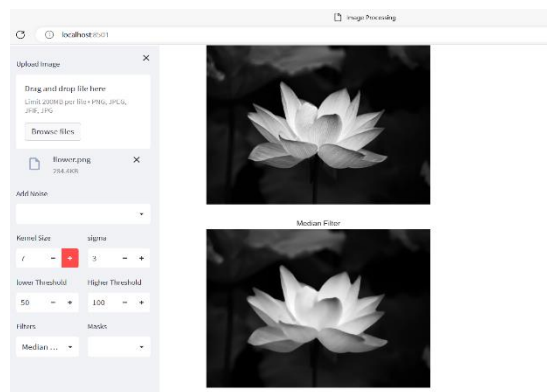 Image Processing
localhost:8501
Upload Image
Drag and drop file here
Limit 200MB per file • PNG, JPEG, JFIF, JPG
Browse files
flower.png
284.4KB
Add Noise
Kernel Size
sigma
7
3
lower Threshold
Higher Threshold
50
100
Filters
Masks
Median ...
Median Filter